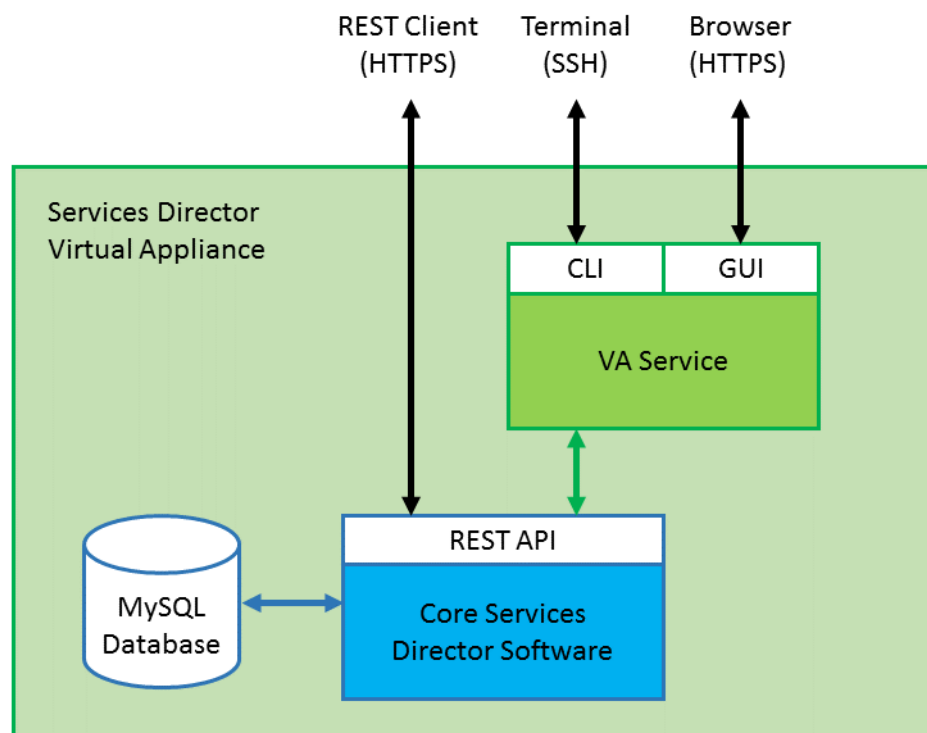 REST Client
(HTTPS)
Terminal
(SSH)
Browser
(HTTPS)
Services Director
Virtual Appliance
CLI
GUI
VA Service
REST API
MySQL
Database
Core Services
Director Software